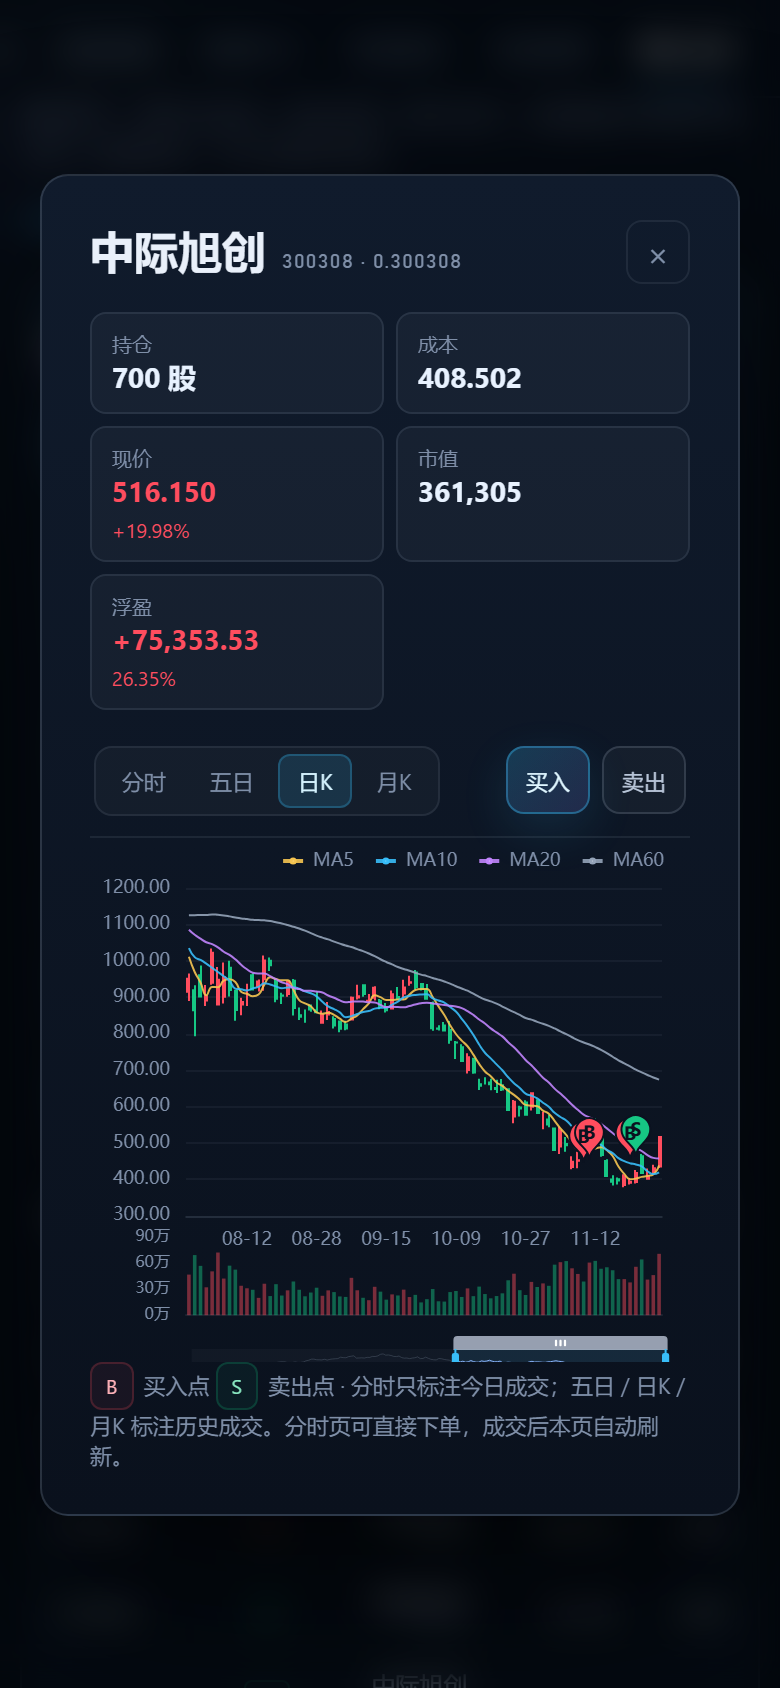 中际旭创 300308 · 0.300308 ×
持仓
700 股
成本
408.502
现价
516.150
+19.98%
市值
361,305
浮盈
+75,353.53
26.35%
分时 五日 日K 月K 买入 卖出
MA5 MA10 MA20 MA60
1200.00
1100.00
1000.00
900.00
800.00
700.00
600.00
500.00
400.00
300.00
B B B S
08-12 08-28 09-15 10-09 10-27 11-12
90万
60万
30万
0万
B 买入点 S 卖出点 · 分时只标注今日成交；五日 / 日K /
月K 标注历史成交。分时页可直接下单，成交后本页自动刷
新。
中际旭创